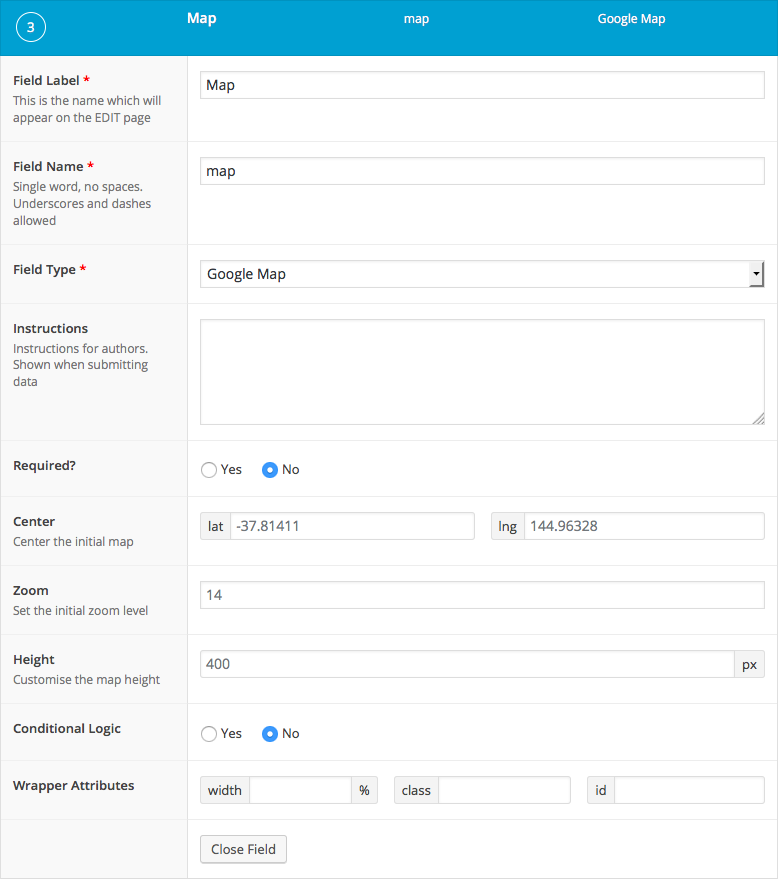 3 Map map Google Map
Field Label *
This is the name which will
appear on the EDIT page
Map
Field Name *
Single word, no spaces.
Underscores and dashes
allowed
map
Field Type *
Google Map
Instructions
Instructions for authors.
Shown when submitting
data
Required?
Yes No
Center
Center the initial map
lat -37.81411 lng 144.96328
Zoom
Set the initial zoom level
14
Height
Customise the map height
400 px
Conditional Logic
Yes No
Wrapper Attributes
width % class id
Close Field